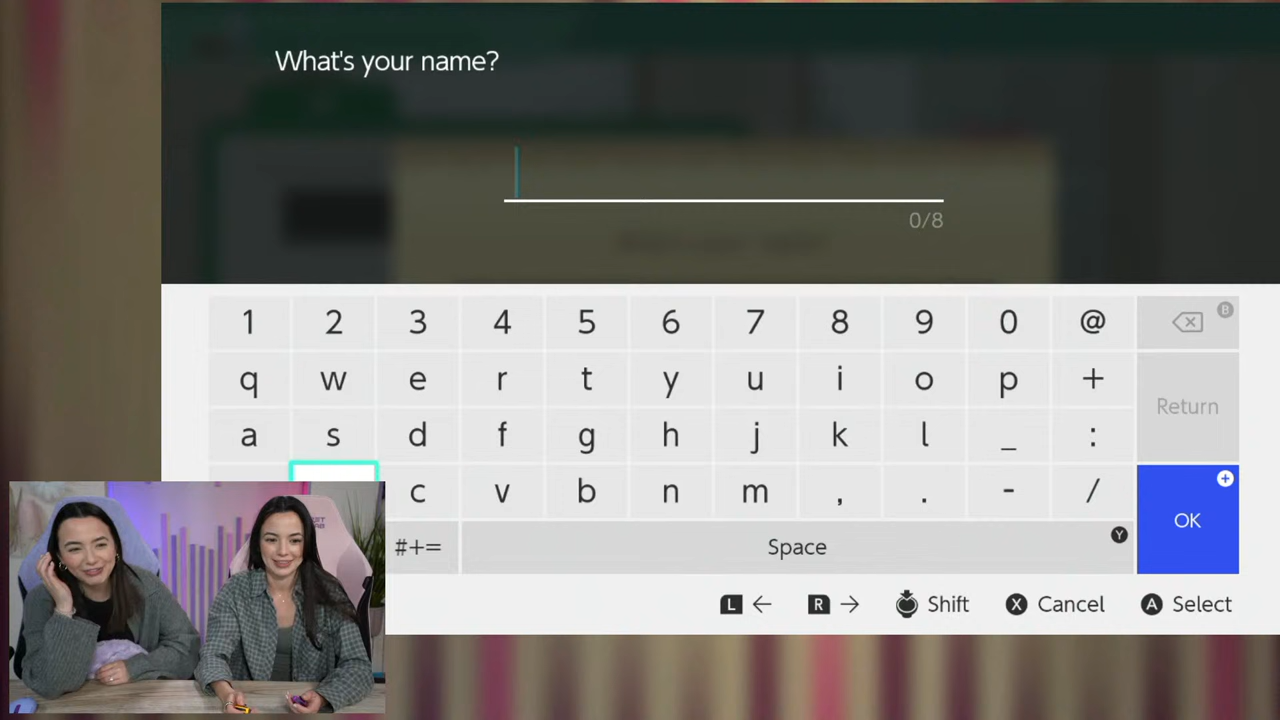 What's your name?
0/8
1 2 3 4 5 6 7 8 9 0 @
q w e r t y u i o p + Return
a s d f g h j k l _ :
c v b n m , . - / OK
#+= Space
L ← R → Shift X Cancel A Select
B
Y